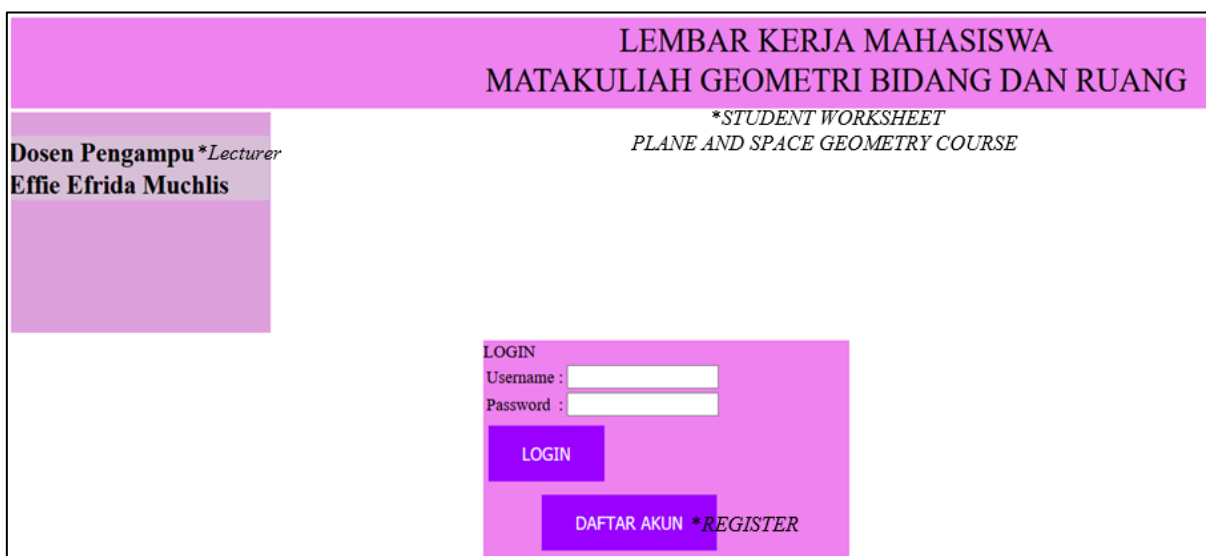 LEMBAR KERJA MAHASISWA
MATAKULIAH GEOMETRI BIDANG DAN RUANG
*STUDENT WORKSHEET
PLANE AND SPACE GEOMETRY COURSE
Dosen Pengampu *Lecturer
Effie Efrida Muchlis
LOGIN
Username :
Password :
LOGIN
DAFTAR AKUN *REGISTER